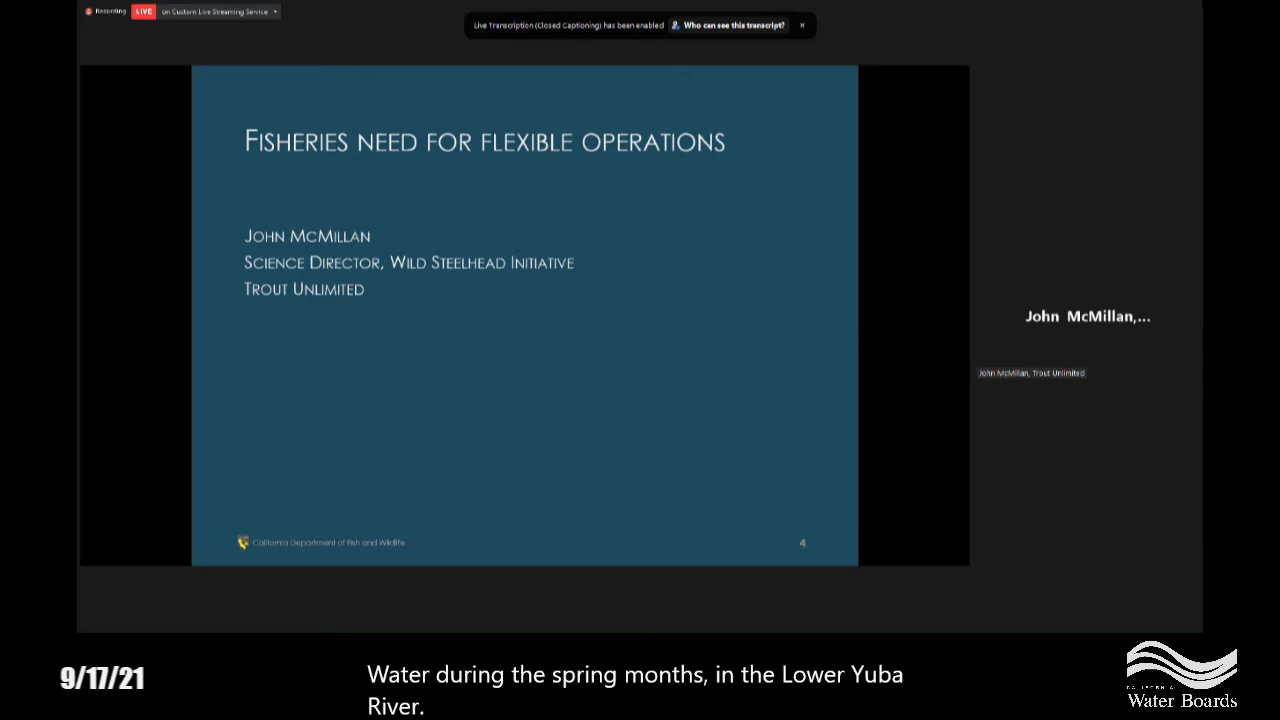 Recording
LIVE
on Custom Live Streaming Service
Live Transcription (Closed Captioning) has been enabled
Who can see this transcript?
FISHERIES NEED FOR FLEXIBLE OPERATIONS
JOHN MCMILLAN
SCIENCE DIRECTOR, WILD STEELHEAD INITIATIVE
TROUT UNLIMITED
John McMillan,...
John McMillan, Trout Unlimited
California Department of Fish and Wildlife
4
9/17/21
Water during the spring months, in the Lower Yuba
River.
CALIFORNIA
Water Boards